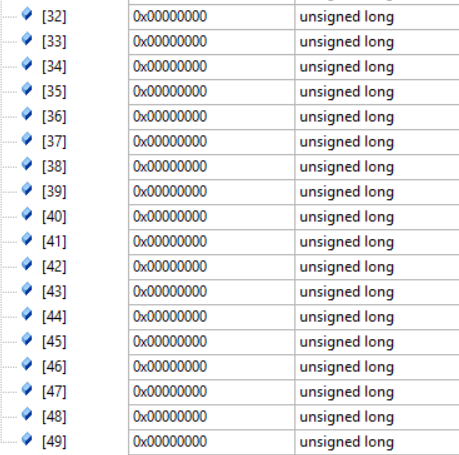 [32] 0x00000000 unsigned long
[33] 0x00000000 unsigned long
[34] 0x00000000 unsigned long
[35] 0x00000000 unsigned long
[36] 0x00000000 unsigned long
[37] 0x00000000 unsigned long
[38] 0x00000000 unsigned long
[39] 0x00000000 unsigned long
[40] 0x00000000 unsigned long
[41] 0x00000000 unsigned long
[42] 0x00000000 unsigned long
[43] 0x00000000 unsigned long
[44] 0x00000000 unsigned long
[45] 0x00000000 unsigned long
[46] 0x00000000 unsigned long
[47] 0x00000000 unsigned long
[48] 0x00000000 unsigned long
[49] 0x00000000 unsigned long